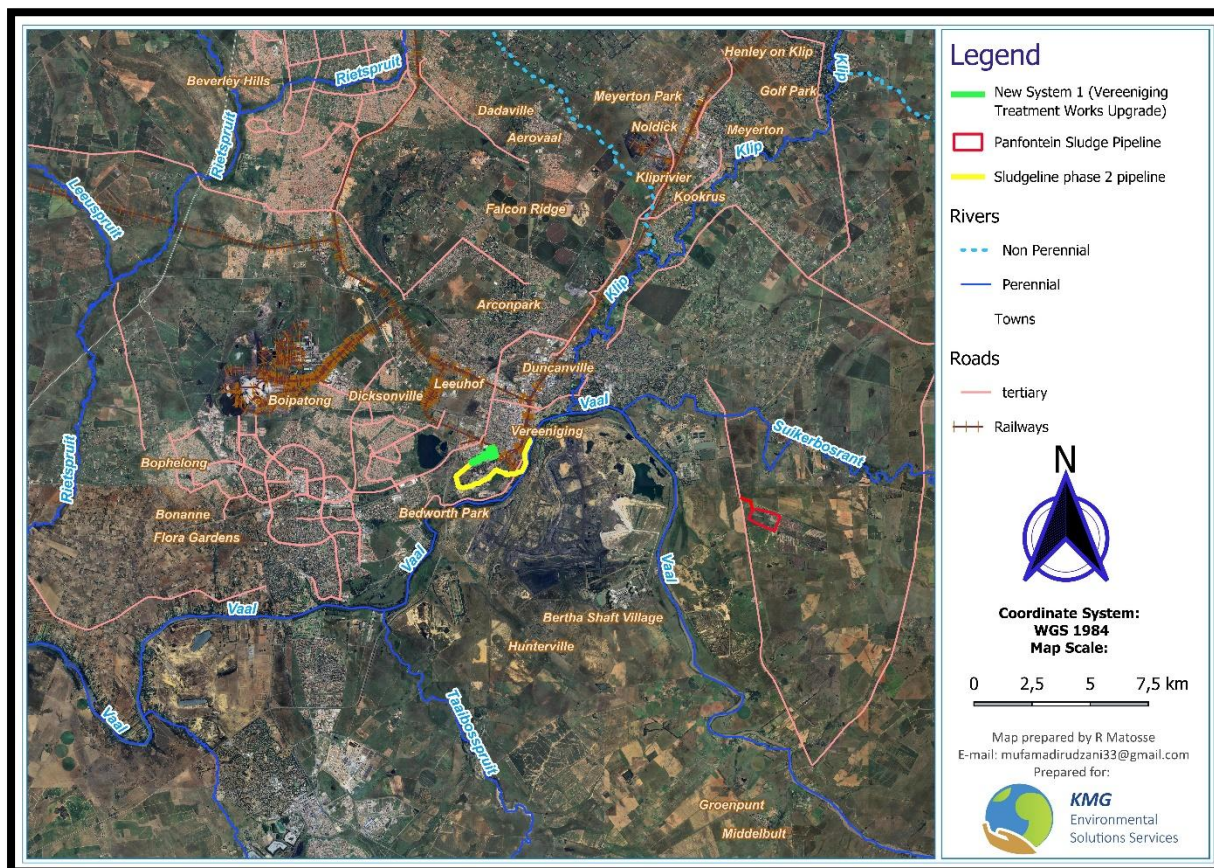 Henley on Klip
Klip
Beverley Hills
Rietspruit
Golf Park
Meyerton Park
Dadaville
Noldick
Meyerton
Aerovaal
Klip
Rietspruit
Kliprivier
Leeuspruit
Kookrus
Falcon Ridge
Klip
Arconpark
Duncanville
Leeuhof
Dicksonville
Boipatong
Vaal
Vereeniging
Suikerbosrant
Rietspruit
Bophelong
Bonanne
Bedworth Park
Flora Gardens
Vaal
Vaal
Vaal
Bertha Shaft Village
Hunterville
Taaibosspruit
Vaal
Groenpunt
Middelbult
Legend
New System 1 (Vereeniging
Treatment Works Upgrade)
Panfontein Sludge Pipeline
Sludgeline phase 2 pipeline
Rivers
Non Perennial
Perennial
Towns
Roads
tertiary
Railways
N
Coordinate System:
WGS 1984
Map Scale:
0 2,5 5 7,5 km
Map prepared by R Matosse
E-mail: mufamadirudzani33@gmail.com
Prepared for:
KMG
Environmental
Solutions Services